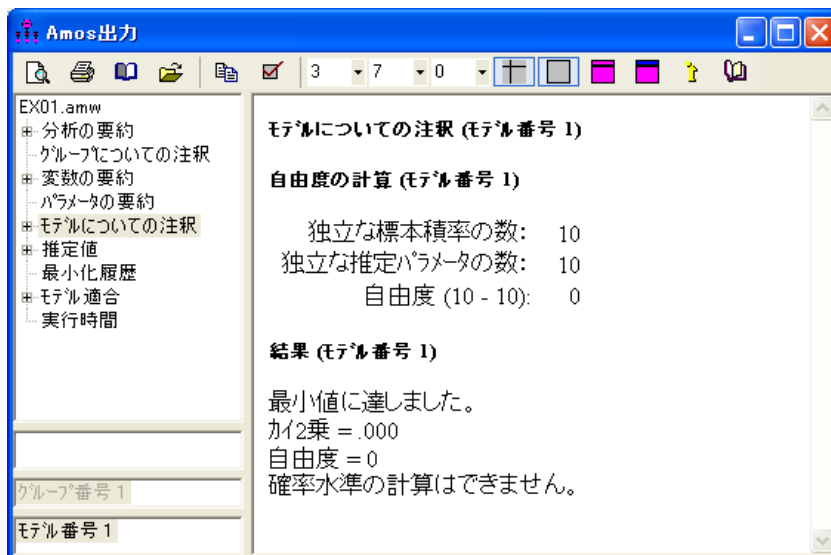 Amos出力
3 7 0
EX01.amw
分析の要約
ｸﾞﾙｰﾌﾟについての注釈
変数の要約
ﾊﾟﾗﾒｰﾀの要約
ﾓﾃﾞﾙについての注釈
推定値
最小化履歴
ﾓﾃﾞﾙ適合
実行時間
ｸﾞﾙｰﾌﾟ番号 1
ﾓﾃﾞﾙ番号 1
ﾓﾃﾞﾙについての注釈 (ﾓﾃﾞﾙ番号 1)
自由度の計算 (ﾓﾃﾞﾙ番号 1)
独立な標本積率の数: 10
独立な推定ﾊﾟﾗﾒｰﾀの数: 10
自由度 (10 - 10): 0
結果 (ﾓﾃﾞﾙ番号 1)
最小値に達しました。
ｶｲ2乗 = .000
自由度 = 0
確率水準の計算はできません。